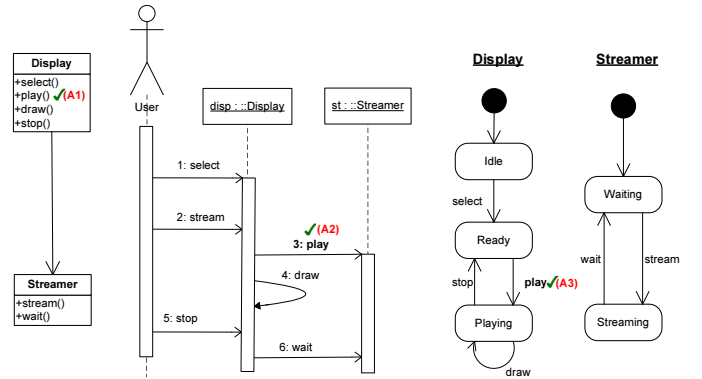 Display
+select()
+play() ✓(A1)
+draw()
+stop()
Streamer
+stream()
+wait()
User
disp : ::Display
st : ::Streamer
1: select
2: stream
✓(A2)
3: play
4: draw
5: stop
6: wait
Display
Idle
select
Ready
stop
play✓(A3)
Playing
draw
Streamer
Waiting
wait
stream
Streaming